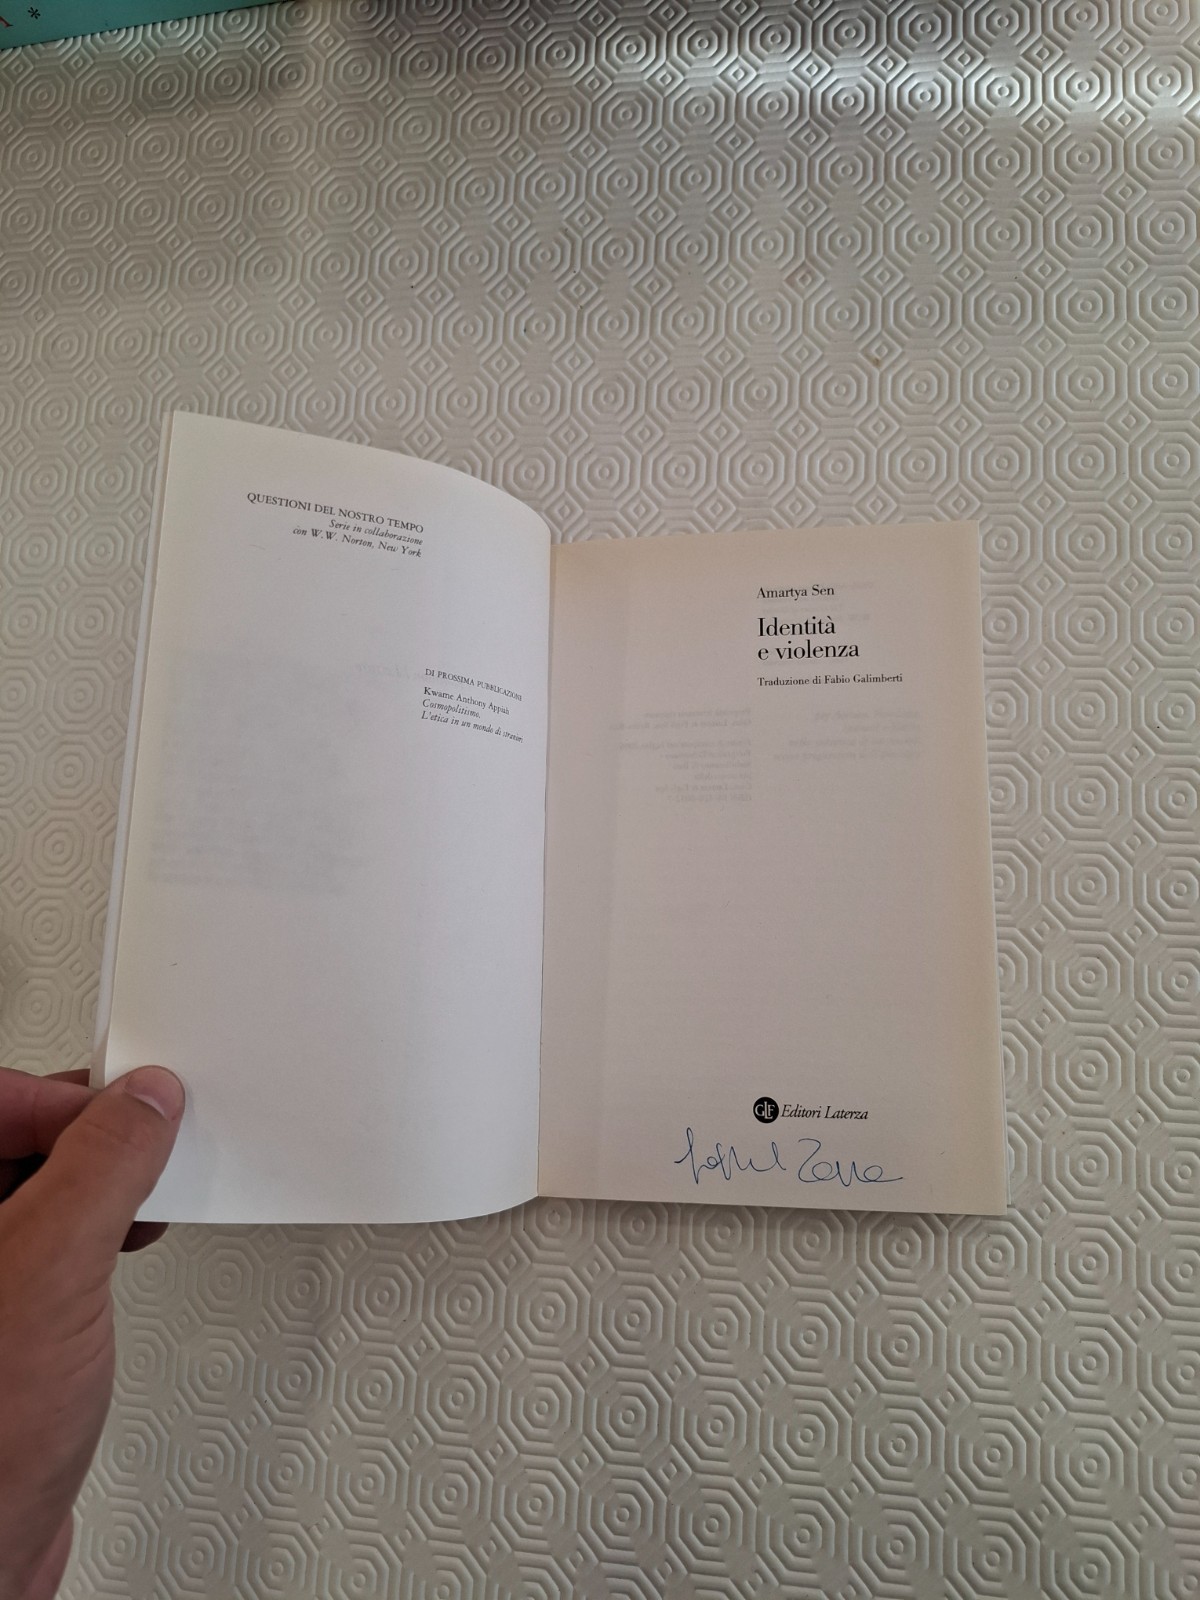 QUESTIONI DEL NOSTRO TEMPO
Serie in collaborazione
con W.W. Norton, New York
DI PROSSIMA PUBBLICAZIONE
Kwame Anthony Appiah
Cosmopolitismo.
L'etica in un mondo di
Amartya Sen
Identità
e violenza
Traduzione di Fabio Galimberti
GLF Editori Laterza